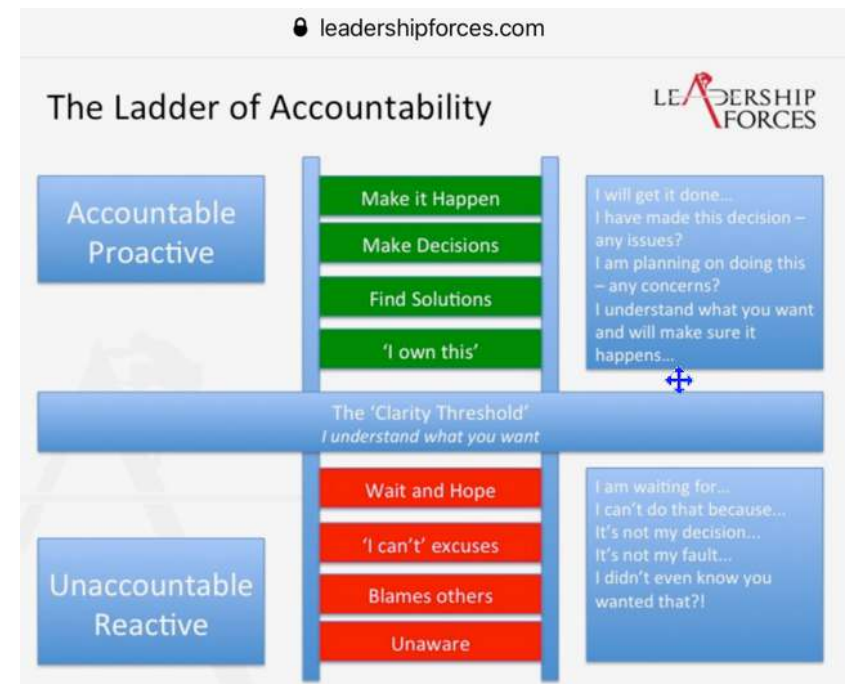 leadershipforces.com
The Ladder of Accountability
LEADERSHIP
FORCES
Accountable
Proactive
Make it Happen
Make Decisions
Find Solutions
‘I own this’
I will get it done...
I have made this decision –
any issues?
I am planning on doing this
– any concerns?
I understand what you want
and will make sure it
happens...
The ‘Clarity Threshold’
I understand what you want
Unaccountable
Reactive
Wait and Hope
‘I can’t’ excuses
Blames others
Unaware
I am waiting for...
I can’t do that because...
It’s not my decision...
It’s not my fault...
I didn’t even know you
wanted that?!